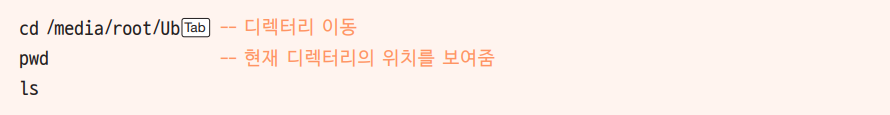 cd /media/root/Ub Tab -- 디렉터리 이동
pwd -- 현재 디렉터리의 위치를 보여줌
ls